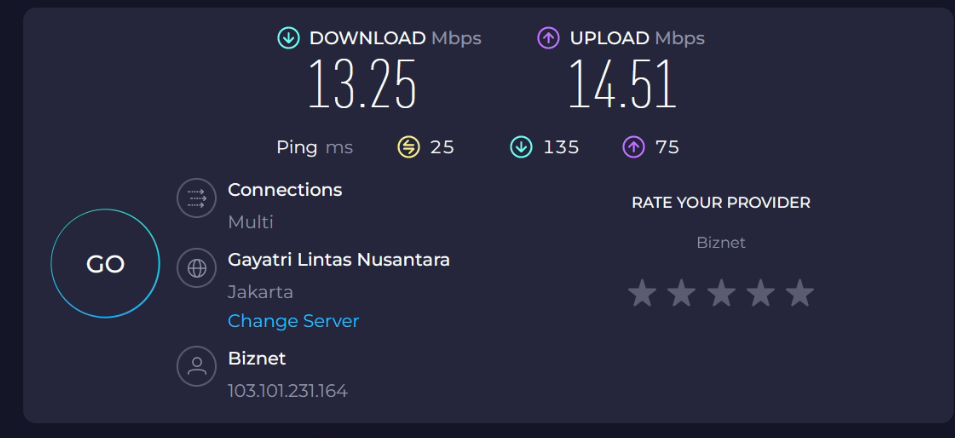 DOWNLOAD Mbps
13.25
UPLOAD Mbps
14.51
Ping ms 25 135 75
GO
Connections
Multi
Gayatri Lintas Nusantara
Jakarta
Change Server
Biznet
103.101.231.164
RATE YOUR PROVIDER
Biznet